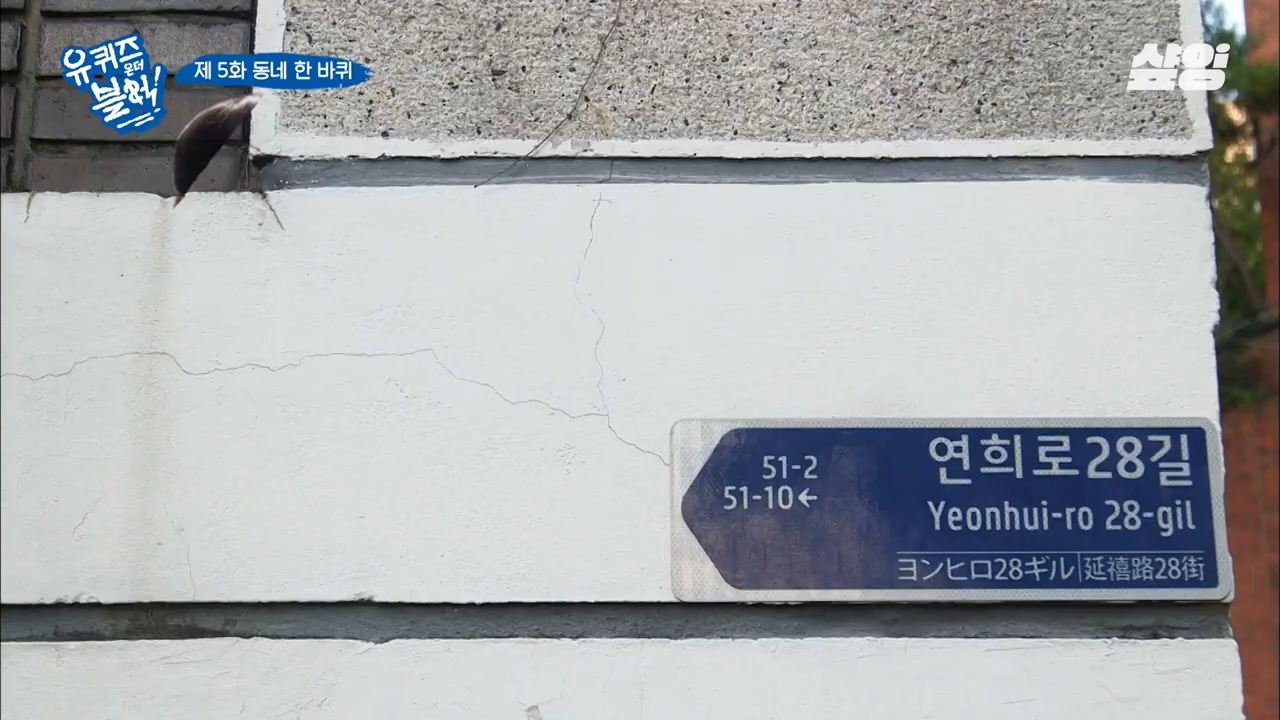 유퀴즈
온더
블럭!
제 5화 동네 한 바퀴
샾잉
연희로28길
51-2
51-10←
Yeonhui-ro 28-gil
ヨンヒロ28ギル|延禧路28街